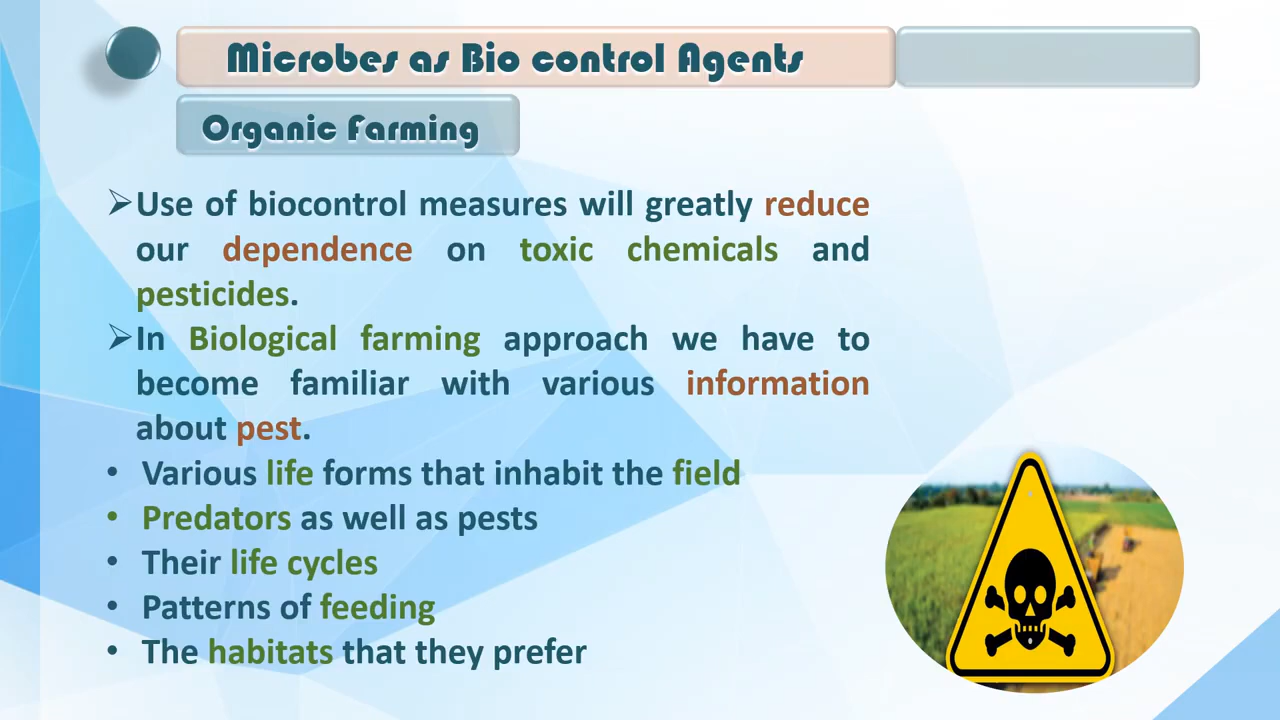 Microbes as Bio control Agents
Organic Farming
➢Use of biocontrol measures will greatly reduce
our dependence on toxic chemicals and
pesticides.
➢In Biological farming approach we have to
become familiar with various information
about pest.
• Various life forms that inhabit the field
• Predators as well as pests
• Their life cycles
• Patterns of feeding
• The habitats that they prefer